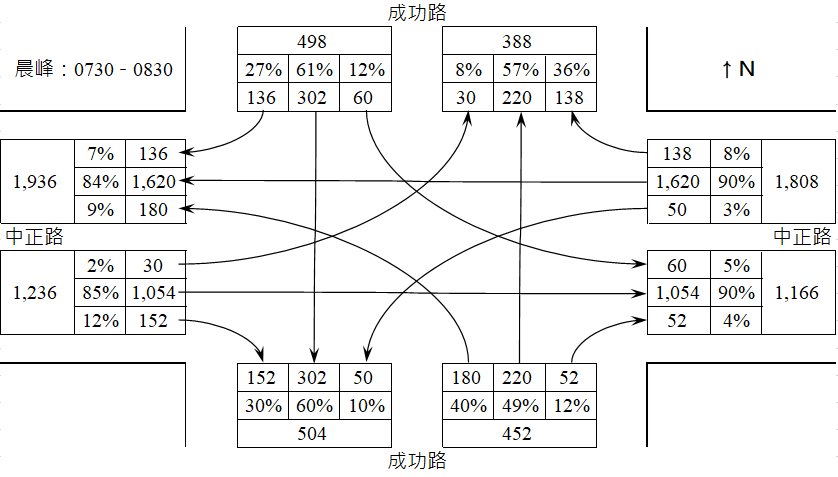 成功路
晨峰：0730﹣0830
498
27% 61% 12%
136 302 60
388
8% 57% 36%
30 220 138
↑N
1,936
7% 136
84% 1,620
9% 180
138 8%
1,620 90%
50 3%
1,808
中正路
中正路
1,236
2% 30
85% 1,054
12% 152
60 5%
1,054 90%
52 4%
1,166
152 302 50
30% 60% 10%
504
180 220 52
40% 49% 12%
452
成功路